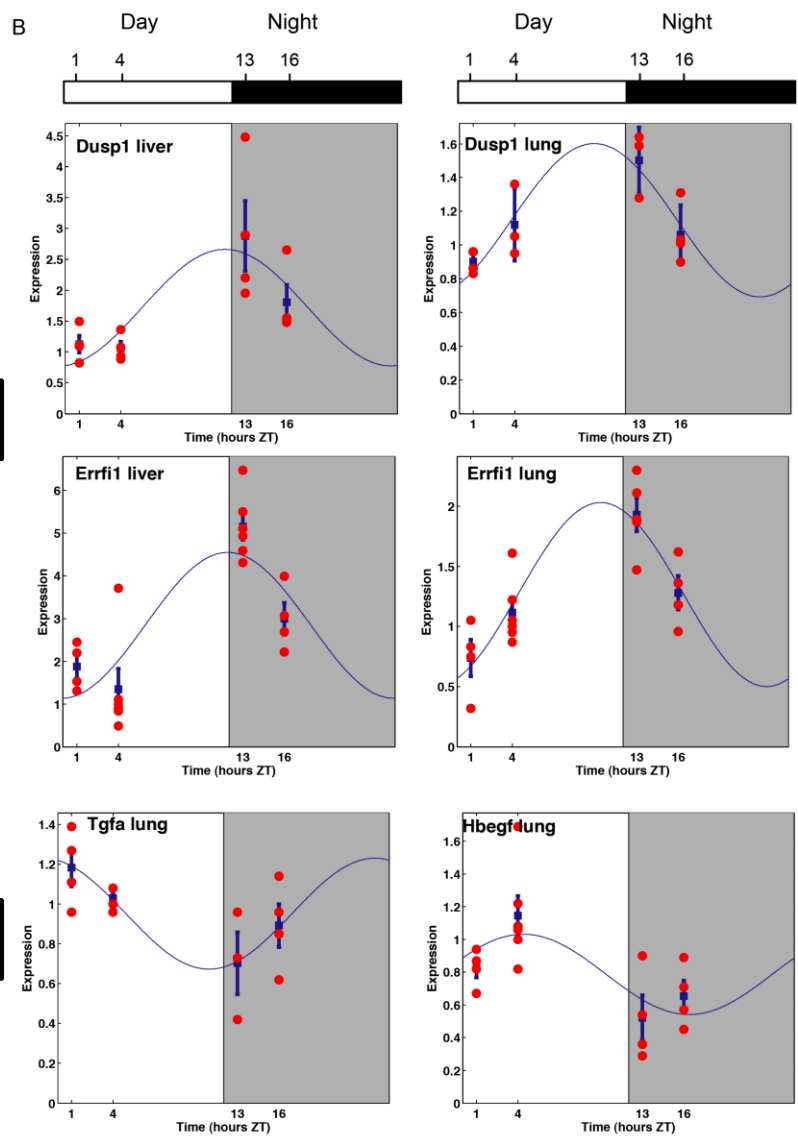 B
Day Night
1 4 13 16
Day Night
1 4 13 16
Dusp1 liver
Expression
4.5
4
3.5
3
2.5
2
1.5
1
0.5
0
1 4 13 16
Time (hours ZT)
Dusp1 lung
Expression
1.6
1.4
1.2
1
0.8
0.6
0.4
0.2
0
1 4 13 16
Time (hours ZT)
Errfi1 liver
Expression
6
5
4
3
2
1
0
1 4 13 16
Time (hours ZT)
Errfi1 lung
Expression
2
1.5
1
0.5
0
1 4 13 16
Time (hours ZT)
Tgfa lung
Expression
1.4
1.2
1
0.8
0.6
0.4
0.2
0
1 4 13 16
Time (hours ZT)
Hbegf lung
Expression
1.6
1.4
1.2
1
0.8
0.6
0.4
0.2
0
1 4 13 16
Time (hours ZT)